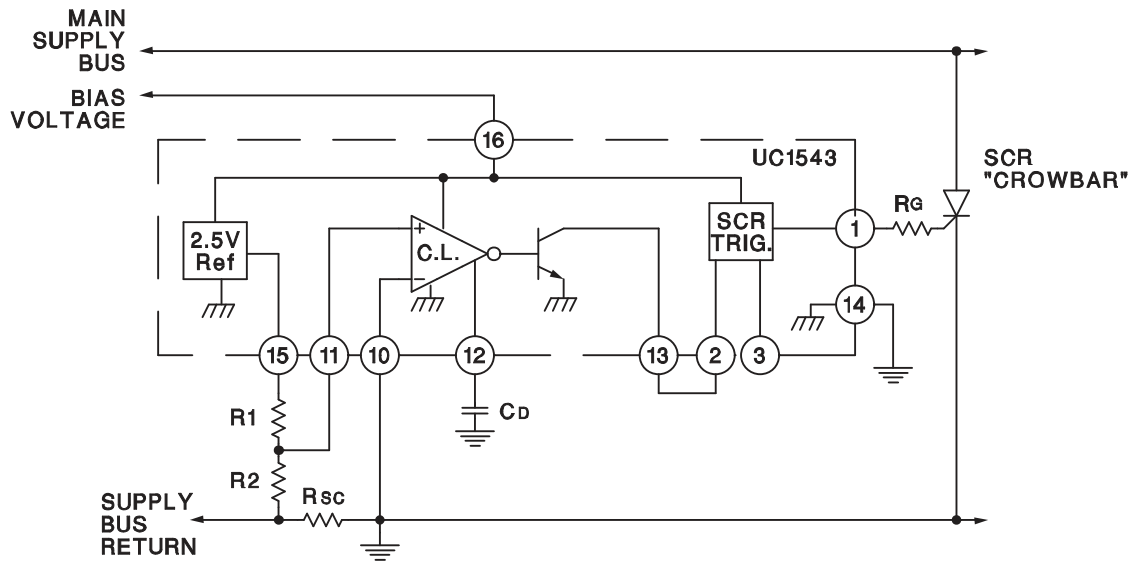 MAIN
SUPPLY
BUS
BIAS
VOLTAGE
16
UC1543
SCR
"CROWBAR"
2.5V
Ref
+
C.L.
−
SCR
TRIG.
1
RG
14
15
11
10
12
13
2
3
R1
CD
R2
RSC
SUPPLY
BUS
RETURN